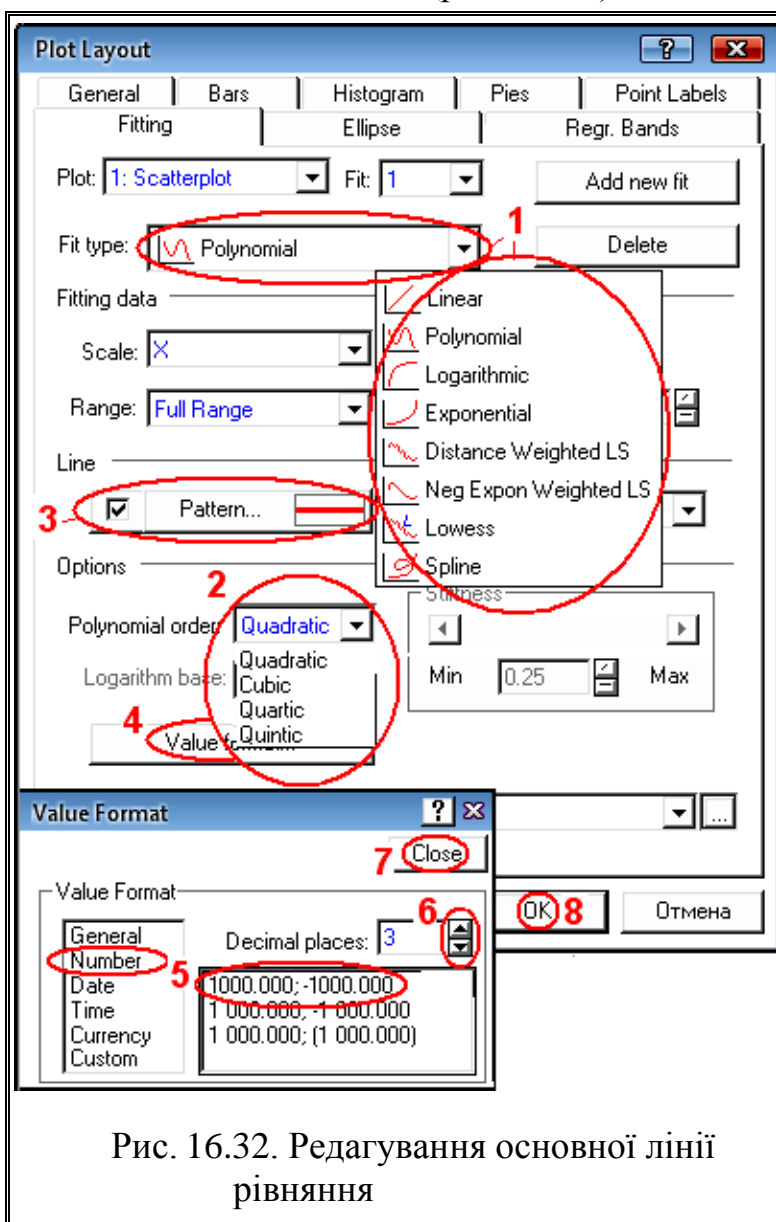 Plot Layout ?
General Bars Histogram Pies Point Labels
Fitting Ellipse Regr. Bands
Plot: 1: Scatterplot Fit: 1 Add new fit
1
Fit type: Polynomial Delete
Fitting data
Linear
Polynomial
Logarithmic
Exponential
Distance Weighted LS
Neg Expon Weighted LS
Lowess
Spline
Scale: X
Range: Full Range
Line
3 Pattern...
Options
2
Stiffness
Polynomial order: Quadratic
Quadratic
Cubic
Quartic
Quintic
Logarithm base:
Min 0.25 Max
4
Value format...
...
Value Format ?
7 Close
OK 8 Отмена
Value Format
6
General
Number
Date
Time
Currency
Custom
Decimal places: 3
5
1000.000; -1000.000
1 000.000; -1 000.000
1 000.000; (1 000.000)
Рис. 16.32. Редагування основної лінії
рівняння